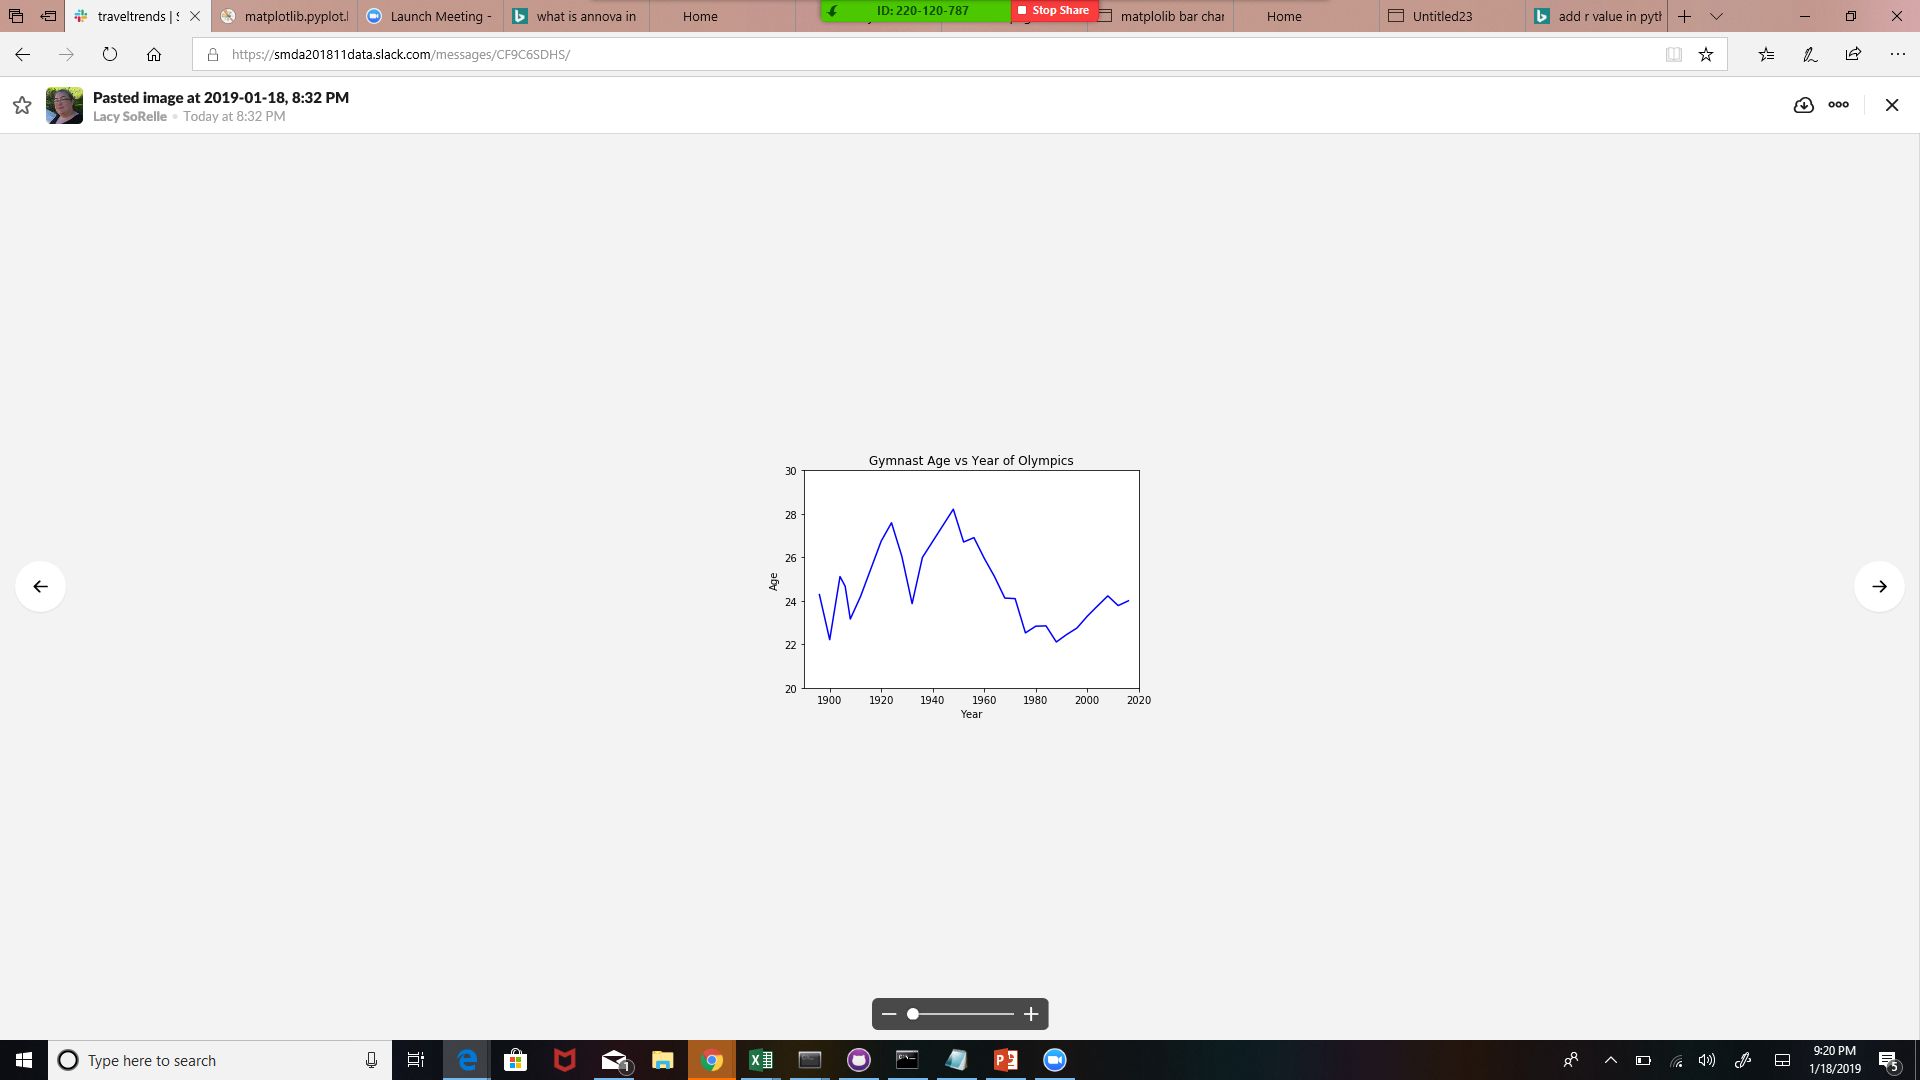 traveltrends | S
matplotlib.pyplot.l
Launch Meeting -
what is annova in
Home
ID: 220-120-787
Stop Share
matplolib bar char
Home
Untitled23
add r value in pyth
https://smda201811data.slack.com/messages/CF9C6SDHS/
Pasted image at 2019-01-18, 8:32 PM
Lacy SoRelle • Today at 8:32 PM
Gymnast Age vs Year of Olympics
30
28
26
24
22
20
Age
1900 1920 1940 1960 1980 2000 2020
Year
Type here to search
1
9:20 PM
1/18/2019
5